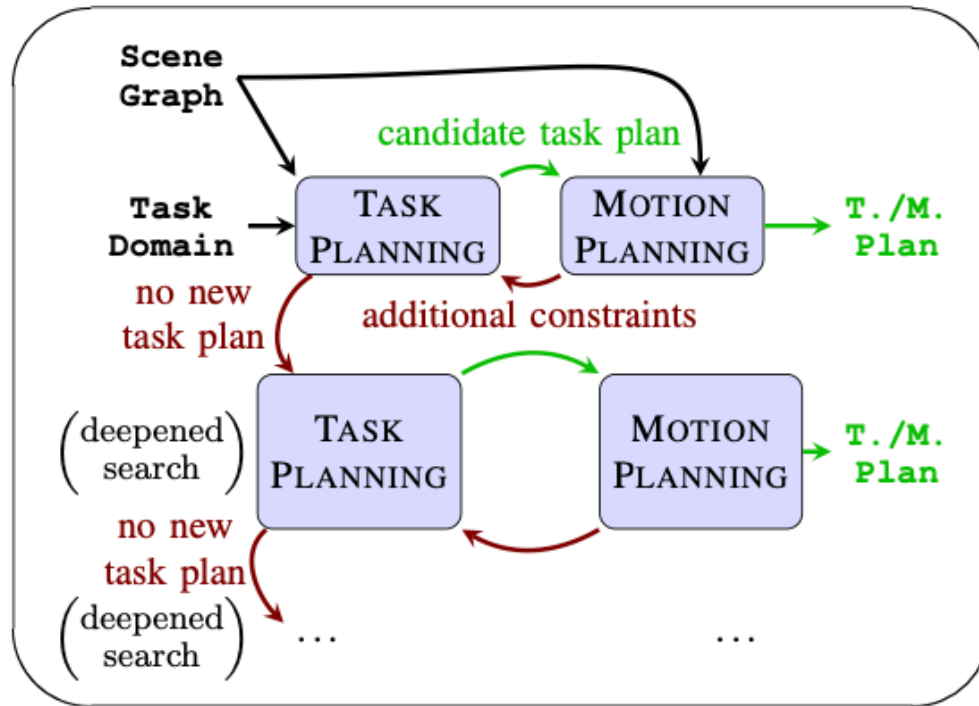 Scene
Graph
candidate task plan
Task
Domain
TASK
PLANNING
MOTION
PLANNING
T./M.
Plan
no new
task plan
additional constraints
(deepened
search)
TASK
PLANNING
MOTION
PLANNING
T./M.
Plan
no new
task plan
(deepened
search)
... ...